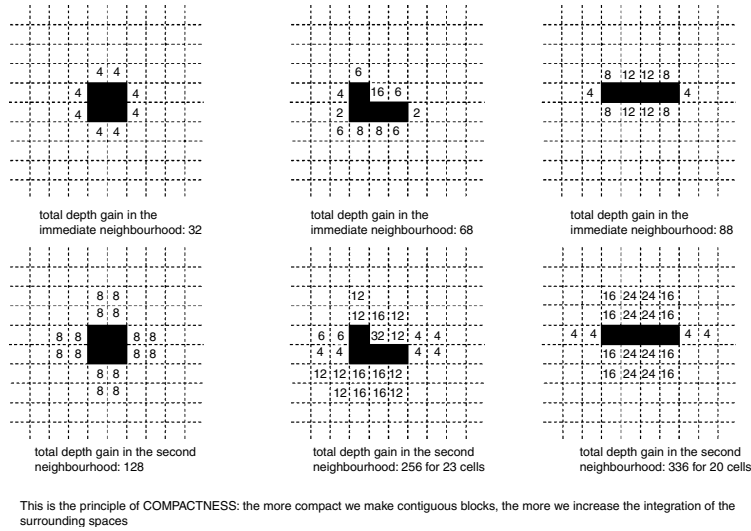 4 4
4 4
4 4
4 4
total depth gain in the
immediate neighbourhood: 32
6
4 16 6
2 2
6 8 8 6
total depth gain in the
immediate neighbourhood: 68
8 12 12 8
4 4
8 12 12 8
total depth gain in the
immediate neighbourhood: 88
8 8
8 8
8 8 8 8
8 8 8 8
8 8
8 8
total depth gain in the second
neighbourhood: 128
12
12 16 12
6 6 32 12 4 4
4 4 4 4
12 12 16 16 12
12 16 16 12
total depth gain in the second
neighbourhood: 256 for 23 cells
16 24 24 16
16 24 24 16
4 4 4 4
16 24 24 16
16 24 24 16
total depth gain in the second
neighbourhood: 336 for 20 cells
This is the principle of COMPACTNESS: the more compact we make contiguous blocks, the more we increase the integration of the
surrounding spaces